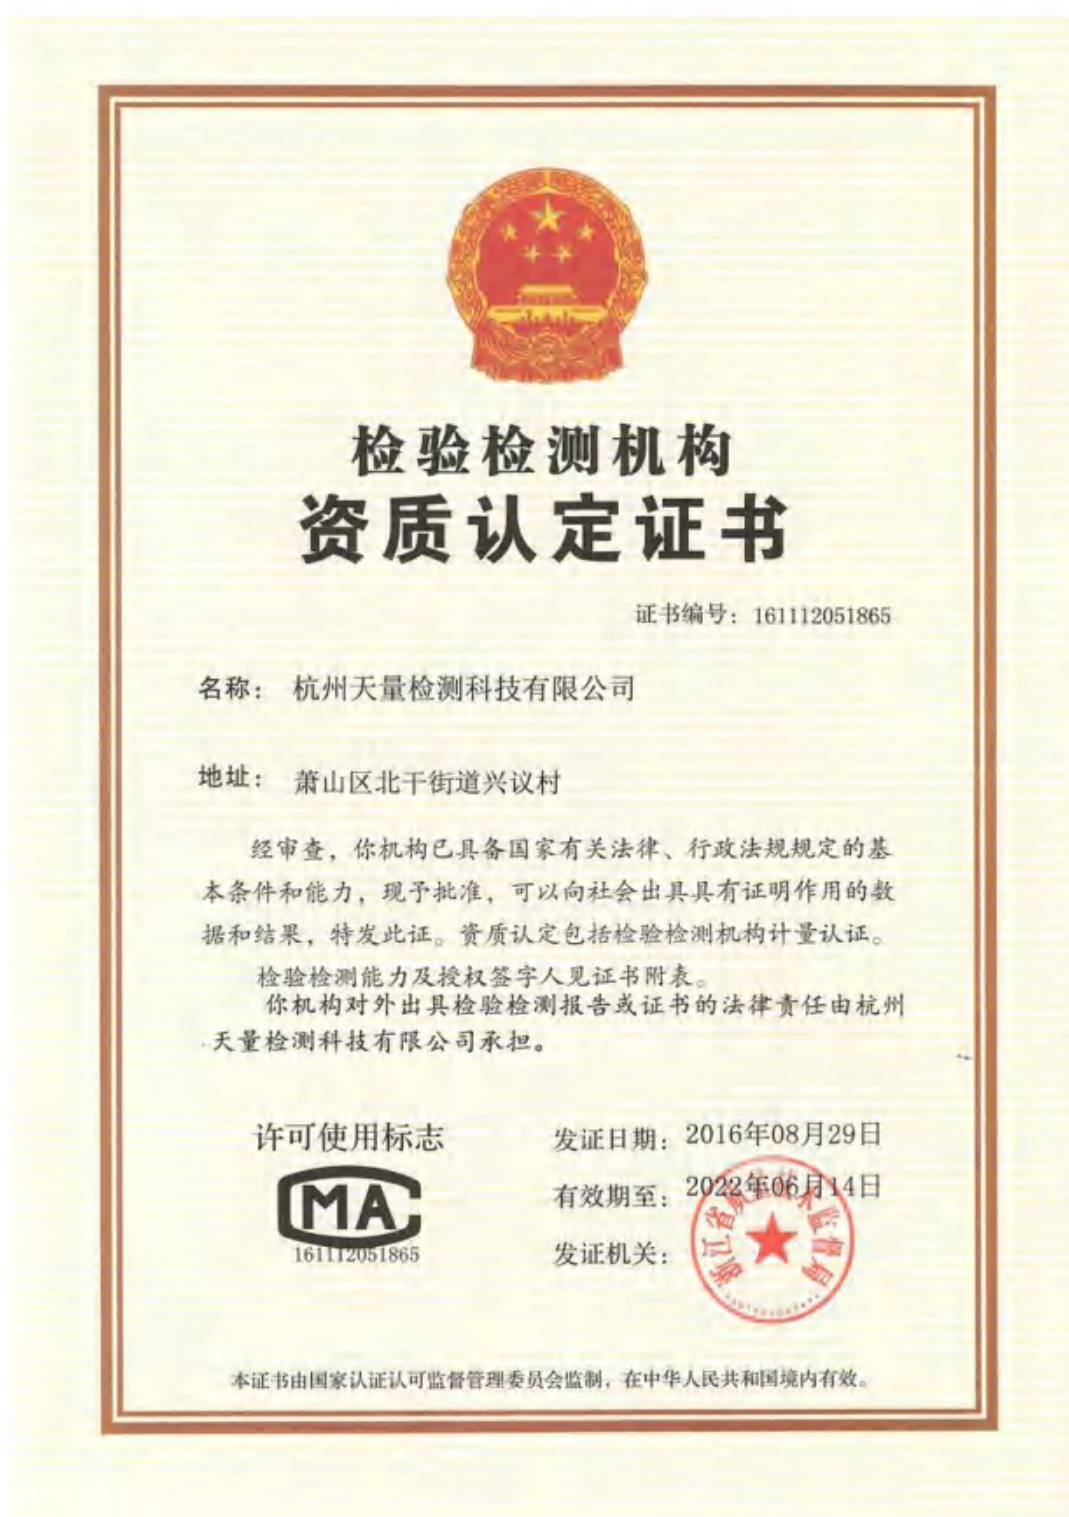 检验检测机构
资质认定证书
证书编号：161112051865
名称：杭州天量检测科技有限公司
地址：萧山区北干街道兴议村
经审查，你机构已具备国家有关法律、行政法规规定的基
本条件和能力，现予批准，可以向社会出具具有证明作用的数
据和结果，特发此证。资质认定包括检验检测机构计量认证。
检验检测能力及授权签字人见证书附表。
你机构对外出具检验检测报告或证书的法律责任由杭州
天量检测科技有限公司承担。
许可使用标志
MA
161112051865
发证日期：2016年08月29日
有效期至：2022年06月14日
发证机关：
浙江省质量技术监督局
本证书由国家认证认可监督管理委员会监制，在中华人民共和国境内有效。